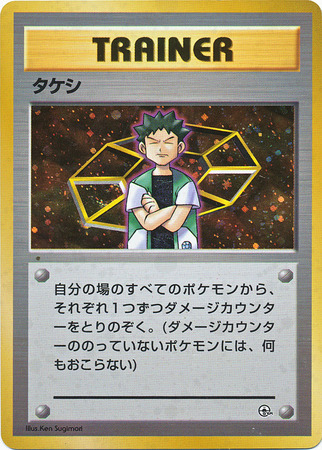 TRAINER
タケシ
自分の場のすべてのポケモンから、
それぞれ1つずつダメージカウンタ
ーをとりのぞく。(ダメージカウンタ
ーののっていないポケモンには、何
もおこらない)
Illus.Ken Sugimori